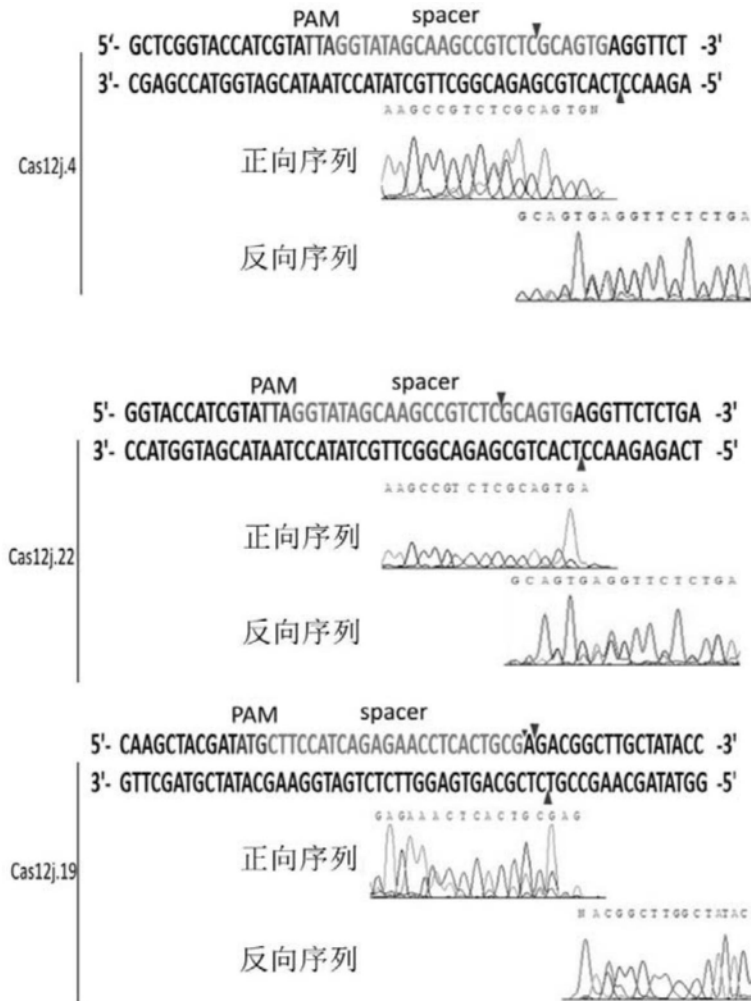 PAM spacer
5'- GCTCGGTACCATCGTATTAGGTATAGCAAGCCGTCTCGCAGTGAGGTTCT -3'
3'- CGAGCCATGGTAGCATAATCCATATCGTTCGGCAGAGCGTCACTCCAAGA -5'
AAGCCGTCTCGCAGTGN
Cas12j.4
正向序列
GCAGTGAGGTTCTCTGA
反向序列
PAM spacer
5'- GGTACCATCGTATTAGGTATAGCAAGCCGTCTCGCAGTGAGGTTCTCTGA -3'
3'- CCATGGTAGCATAATCCATATCGTTCGGCAGAGCGTCACTCCAAGAGACT -5'
AAGCCGTCTCGCAGTGA
正向序列
Cas12j.22
GCAGTGAGGTTCTCTGA
反向序列
PAM spacer
5'- CAAGCTACGATATGCTTCCATCAGAGAACCTCACTGCGAGACGGCTTGCTATACC -3'
3'- GTTCGATGCTATACGAAGGTAGTCTCTTGGAGTGACGCTCTGCCGAACGATATGG -5'
GAGAAACTCACTGCGAG
正向序列
Cas12j.19
NACGGCTTGGCTATAC
反向序列